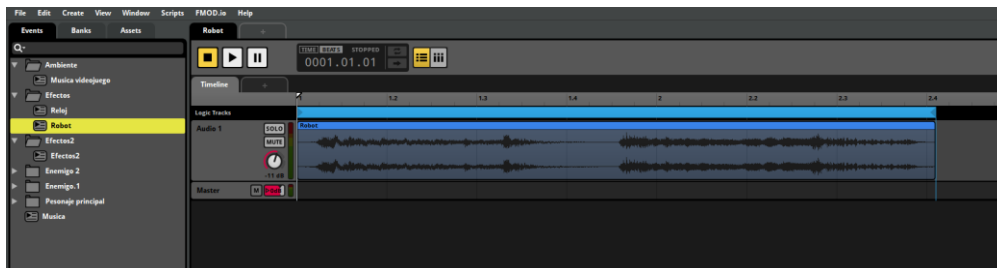 File Edit Create View Window Scripts FMOD.io Help
Events Banks Assets
Robot +
TIME BEATS STOPPED
0001.01.01
Ambiente
Musica videojuego
Efectos
Reloj
Robot
Efectos2
Efectos2
Enemigo 2
Enemigo.1
Pesonaje principal
Musica
Timeline +
1.2 1.3 1.4 2 2.2 2.3 2.4
Logic Tracks
Audio 1 SOLO Robot
MUTE
-11 dB
Master M